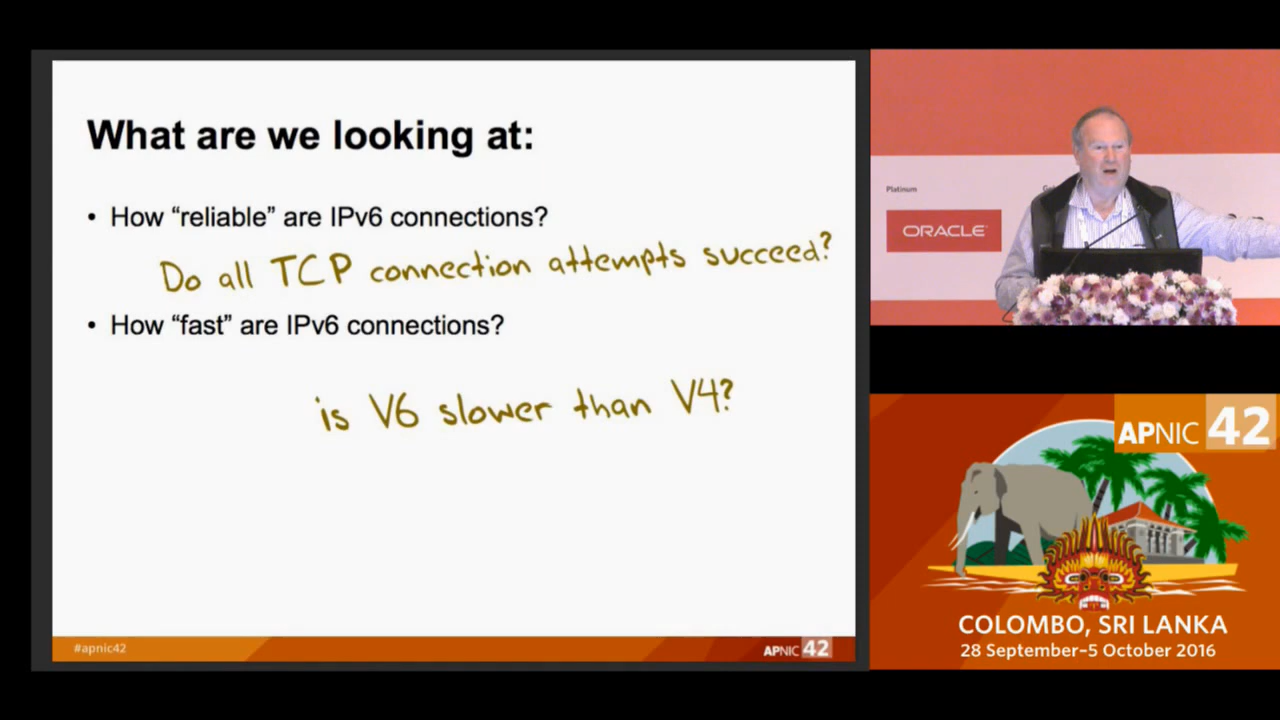 What are we looking at:
• How “reliable” are IPv6 connections?
Do all TCP connection attempts succeed?
• How “fast” are IPv6 connections?
is V6 slower than V4?
#apnic42
APNIC 42
Platinum
ORACLE
APNIC 42
COLOMBO, SRI LANKA
28 September–5 October 2016